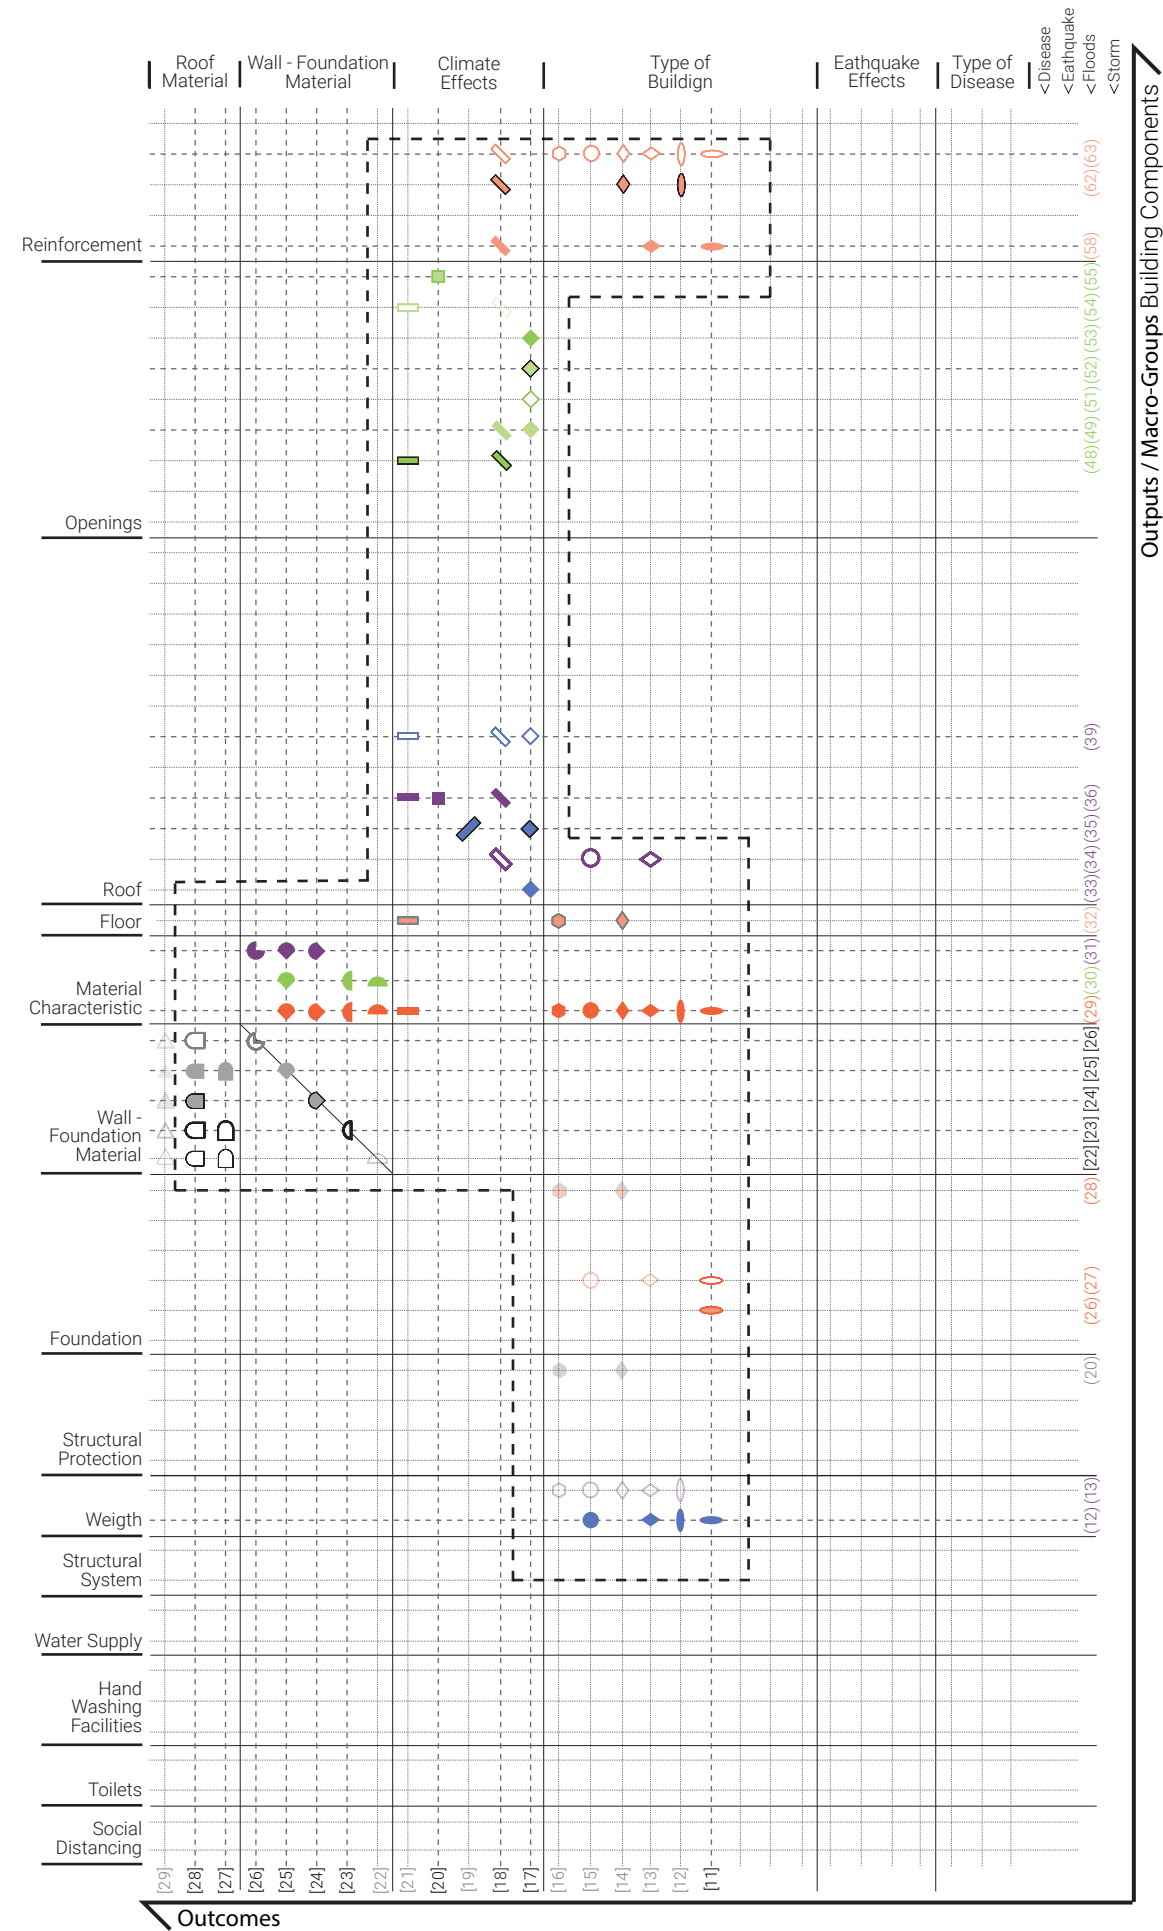 Roof
Material
Wall - Foundation
Material
Climate
Effects
Type of
Buildign
Eathquake
Effects
Type of
Disease
<Disease
<Eathquake
<Floods
<Storm
Outputs / Macro-Groups Building Components
(62)(63)
Reinforcement
(58)
(48)(49) (51) (52) (53) (54) (55)
Openings
(39)
(33)(34) (35) (36)
Roof
Floor
(32)
(31)
Material
Characteristic
(29)(30)
Wall -
Foundation
Material
[22][23] [24] [25] [26]
(28)
(26)(27)
Foundation
(20)
Structural
Protection
(12) (13)
Weigth
Structural
System
Water Supply
Hand
Washing
Facilities
Toilets
Social
Distancing
[29] [28] [27] [26] [25] [24] [23] [22] [21] [20] [19] [18] [17] [16] [15] [14] [13] [12] [11]
Outcomes